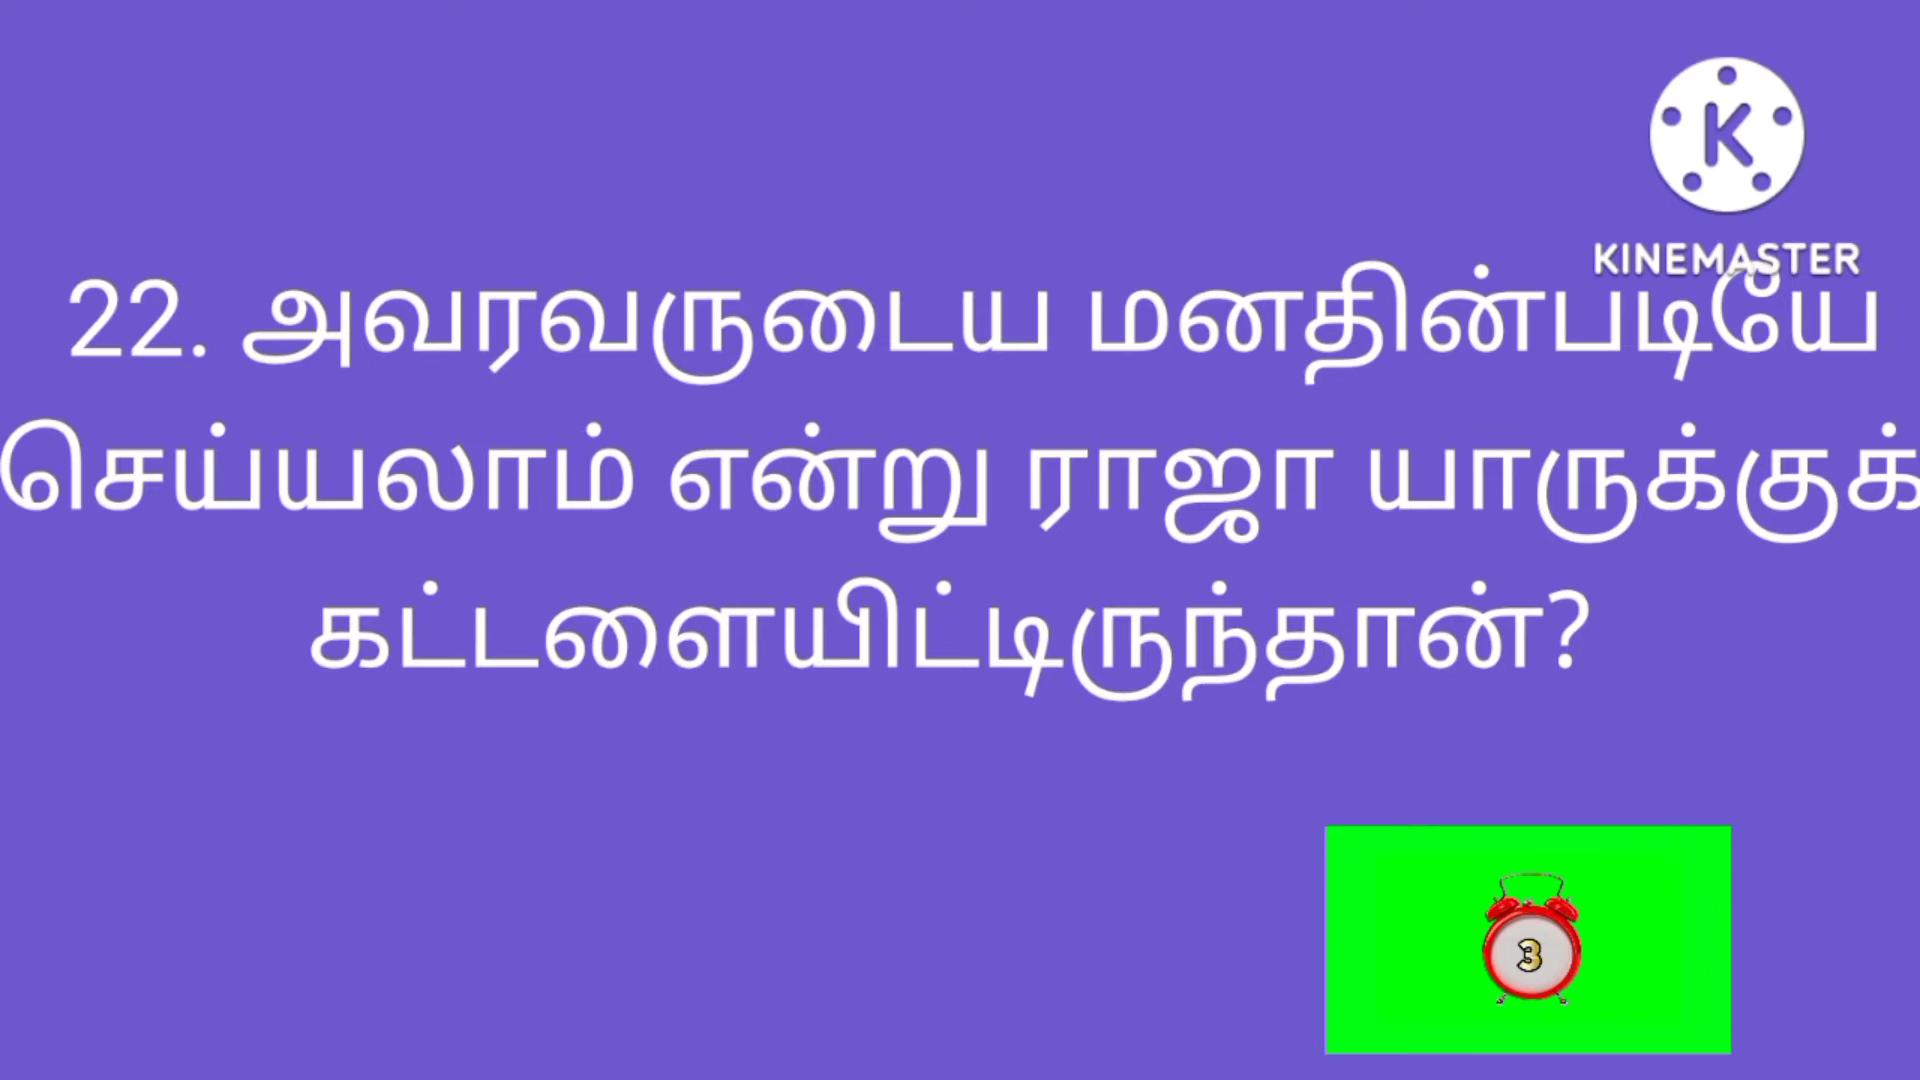 K
KINEMASTER
22. அவரவருடைய மனதின்படியே
செய்யலாம் என்று ராஜா யாருக்குக்
கட்டளையிட்டிருந்தான்?
3